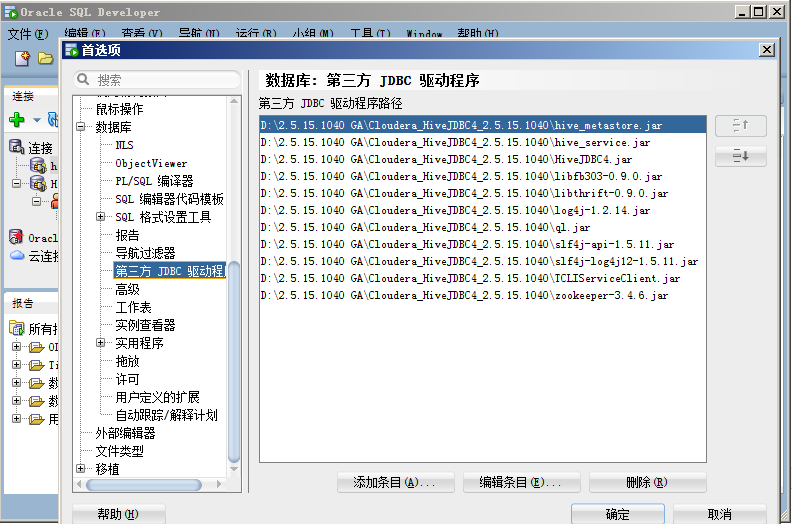 Oracle SQL Developer
文件(F) 编辑(E) 查看(V) 导航(N) 运行(R) 小组(M) 工具(T) Window 帮助(H)
首选项
连接
连接
h
H
Oracl
云连接
报告
所有报
数
数
用
搜索
鼠标操作
数据库
NLS
ObjectViewer
PL/SQL 编译器
SQL 编辑器代码模板
SQL 格式设置工具
报告
导航过滤器
第三方 JDBC 驱动程
高级
工作表
实例查看器
实用程序
拖放
许可
用户定义的扩展
自动跟踪/解释计划
外部编辑器
文件类型
移植
数据库: 第三方 JDBC 驱动程序
第三方 JDBC 驱动程序路径
D:\2.5.15.1040 GA\Cloudera_HiveJDBC4_2.5.15.1040\hive_metastore.jar
D:\2.5.15.1040 GA\Cloudera_HiveJDBC4_2.5.15.1040\hive_service.jar
D:\2.5.15.1040 GA\Cloudera_HiveJDBC4_2.5.15.1040\HiveJDBC4.jar
D:\2.5.15.1040 GA\Cloudera_HiveJDBC4_2.5.15.1040\libfb303-0.9.0.jar
D:\2.5.15.1040 GA\Cloudera_HiveJDBC4_2.5.15.1040\libthrift-0.9.0.jar
D:\2.5.15.1040 GA\Cloudera_HiveJDBC4_2.5.15.1040\log4j-1.2.14.jar
D:\2.5.15.1040 GA\Cloudera_HiveJDBC4_2.5.15.1040\ql.jar
D:\2.5.15.1040 GA\Cloudera_HiveJDBC4_2.5.15.1040\slf4j-api-1.5.11.jar
D:\2.5.15.1040 GA\Cloudera_HiveJDBC4_2.5.15.1040\slf4j-log4j12-1.5.11.jar
D:\2.5.15.1040 GA\Cloudera_HiveJDBC4_2.5.15.1040\TCLIServiceClient.jar
D:\2.5.15.1040 GA\Cloudera_HiveJDBC4_2.5.15.1040\zookeeper-3.4.6.jar
添加条目(A)... 编辑条目(E)... 删除(R)
帮助(H) 确定 取消